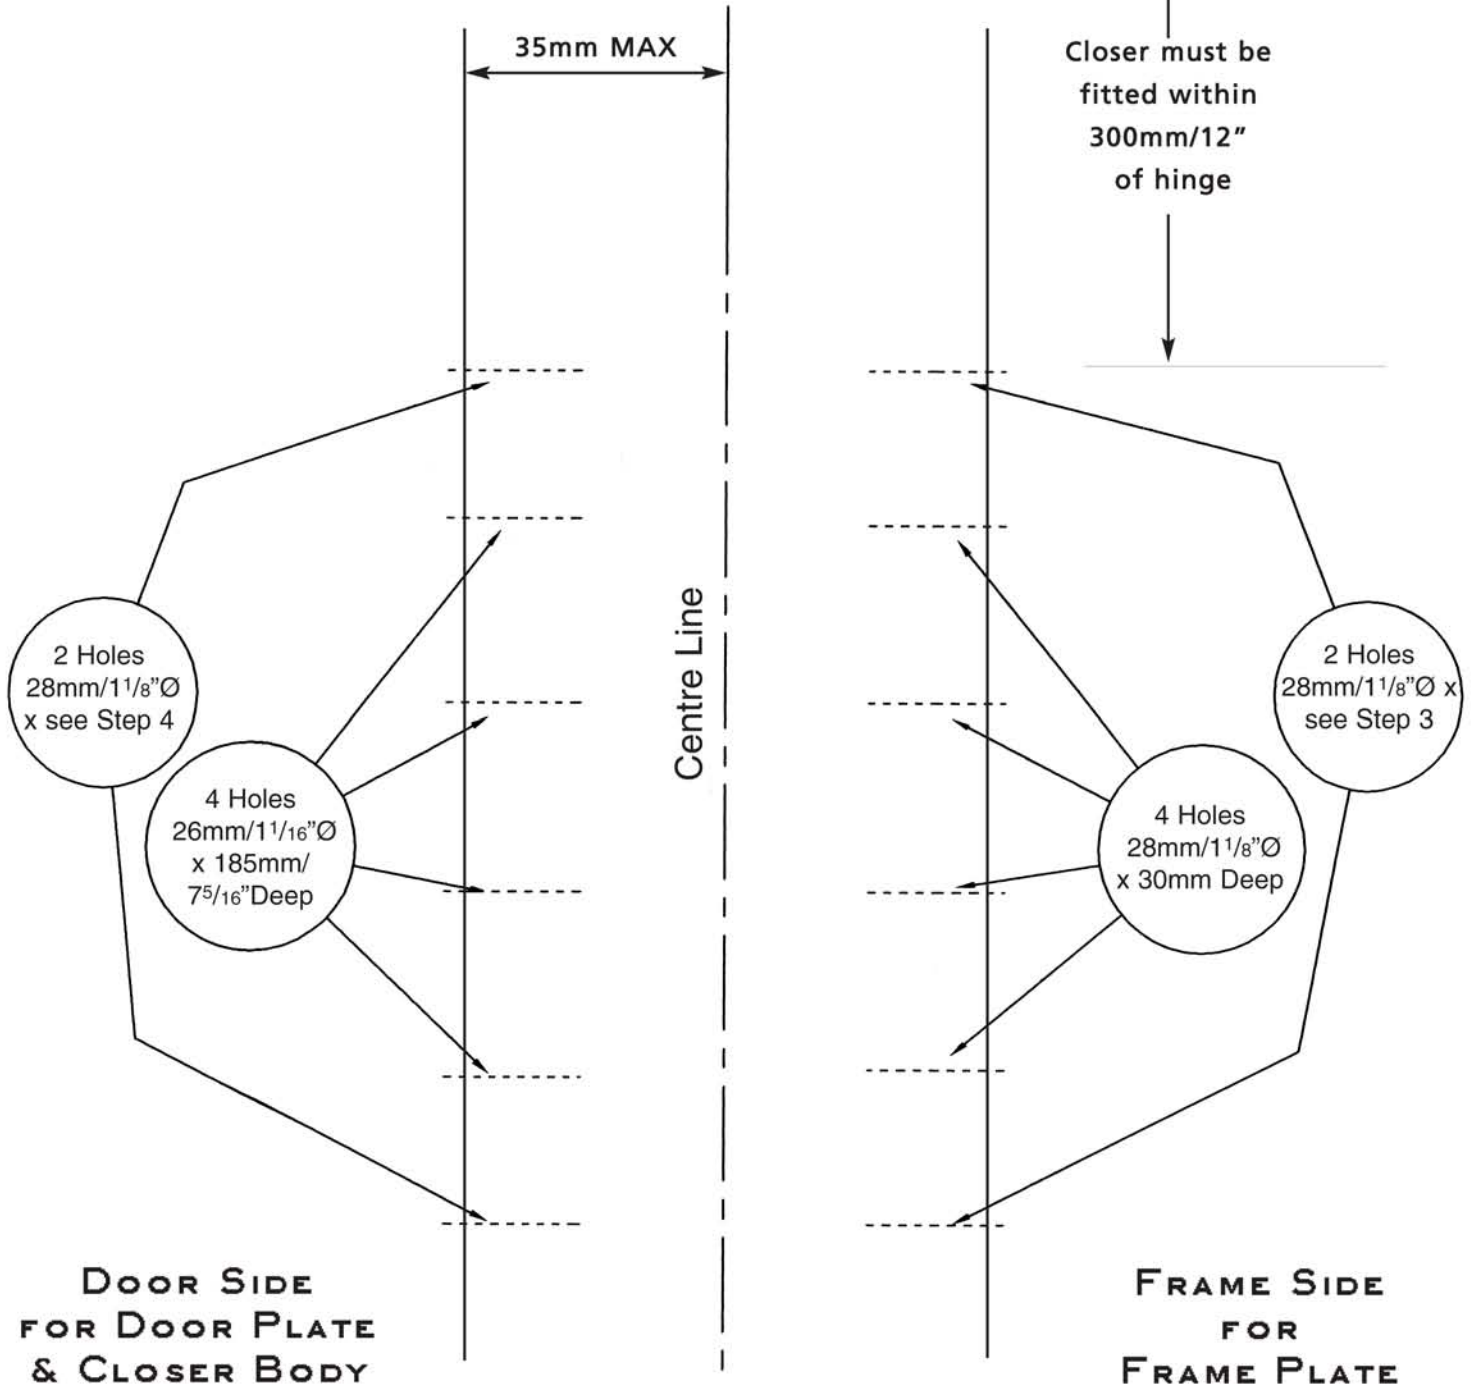 35mm MAX
Closer must be
fitted within
300mm/12”
of hinge
Centre Line
2 Holes
28mm/1 1/8”Ø
x see Step 4
4 Holes
26mm/1 1/16”Ø
x 185mm/
7 5/16”Deep
2 Holes
28mm/1 1/8”Ø x
see Step 3
4 Holes
28mm/1 1/8”Ø
x 30mm Deep
DOOR SIDE
FOR DOOR PLATE
& CLOSER BODY
FRAME SIDE
FOR
FRAME PLATE